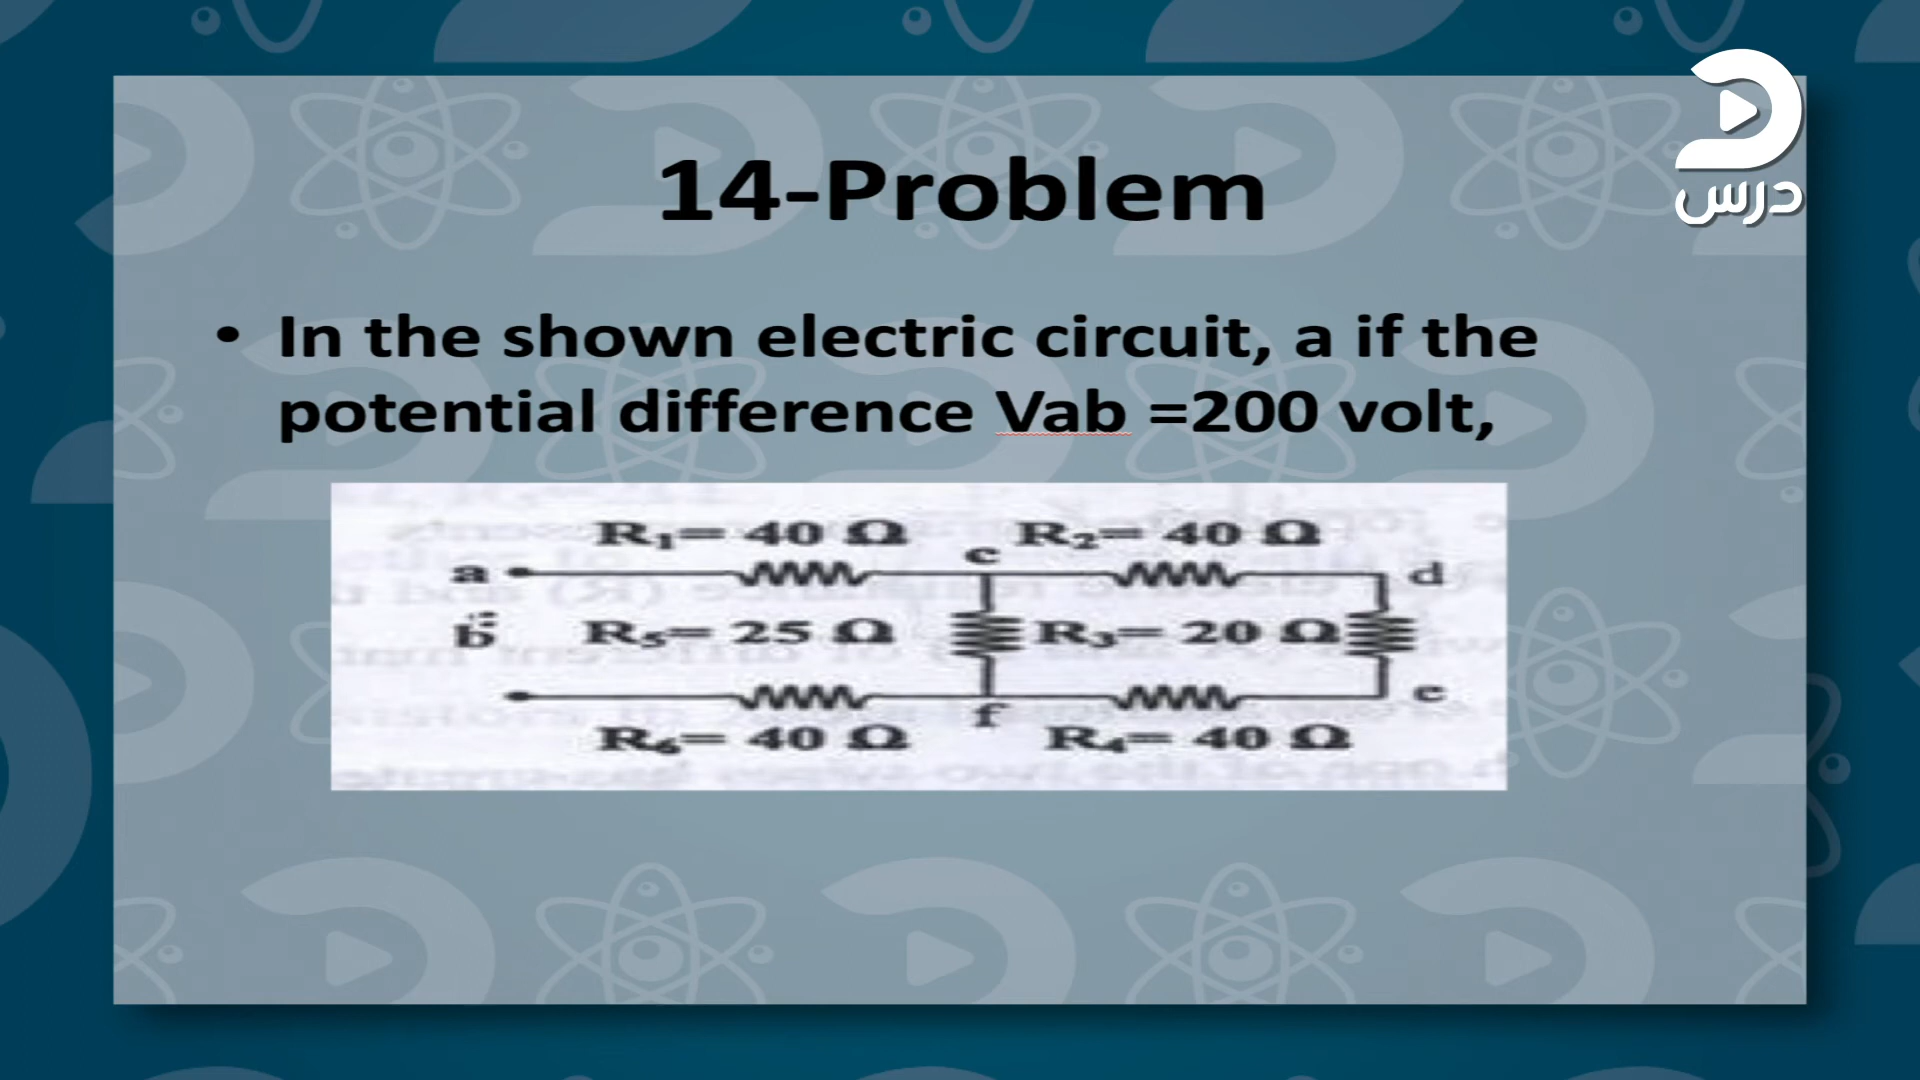 درس
14-Problem
• In the shown electric circuit, a if the
potential difference Vab =200 volt,
R₁= 40 Ω R₂= 40 Ω
a c d
b R₅= 25 Ω R₃= 20 Ω
f e
R₆= 40 Ω R₄= 40 Ω